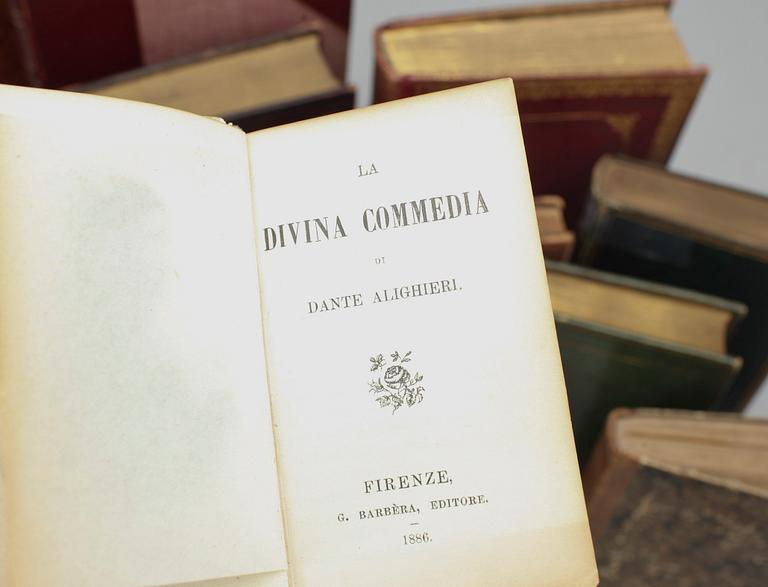 LA
DIVINA COMMEDIA
DI
DANTE ALIGHIERI.
FIRENZE,
G. BARBÈRA, EDITORE.
1886.